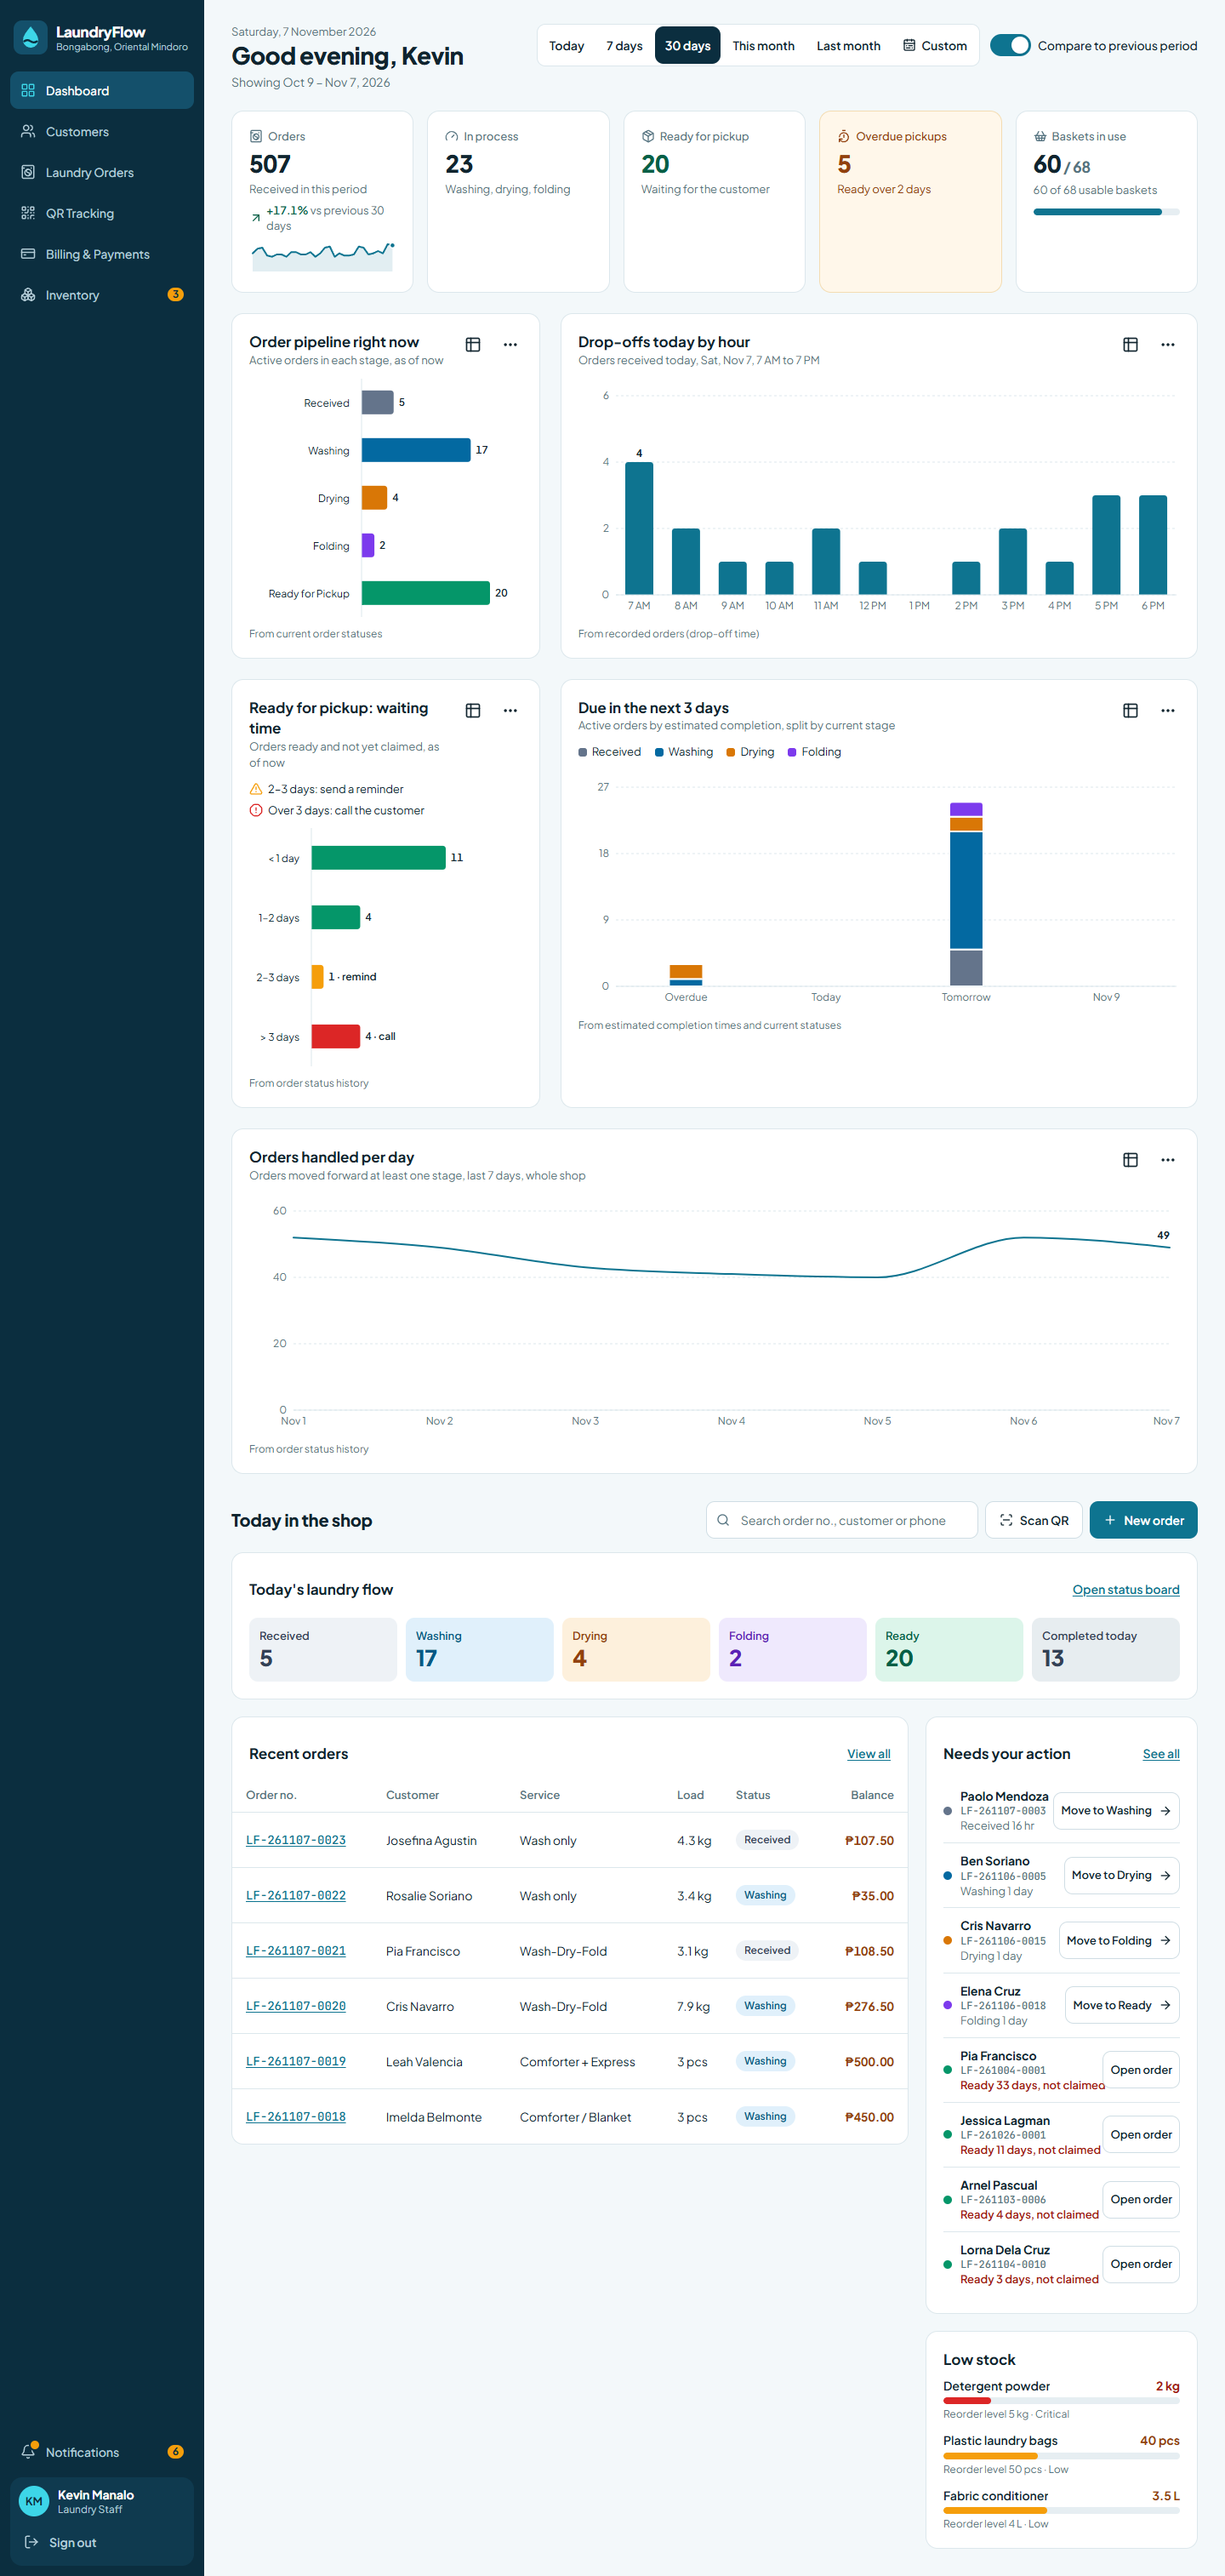 LaundryFlow
Bongabong, Oriental Mindoro
Dashboard
Customers
Laundry Orders
QR Tracking
Billing & Payments
Inventory
3
Notifications
6
KM
Kevin Manalo
Laundry Staff
Sign out
Saturday, 7 November 2026
Good evening, Kevin
Showing Oct 9 – Nov 7, 2026
Today
7 days
30 days
This month
Last month
Custom
Compare to previous period
Orders
507
Received in this period
+17.1% vs previous 30
days
In process
23
Washing, drying, folding
Ready for pickup
20
Waiting for the customer
Overdue pickups
5
Ready over 2 days
Baskets in use
60 / 68
60 of 68 usable baskets
Order pipeline right now
Active orders in each stage, as of now
Received
5
Washing
17
Drying
4
Folding
2
Ready for Pickup
20
From current order statuses
Drop-offs today by hour
Orders received today, Sat, Nov 7, 7 AM to 7 PM
6
4
2
0
4
7 AM
8 AM
9 AM
10 AM
11 AM
12 PM
1 PM
2 PM
3 PM
4 PM
5 PM
6 PM
From recorded orders (drop-off time)
Ready for pickup: waiting
time
Orders ready and not yet claimed, as
of now
2–3 days: send a reminder
Over 3 days: call the customer
< 1 day
11
1–2 days
4
2–3 days
1 · remind
> 3 days
4 · call
From order status history
Due in the next 3 days
Active orders by estimated completion, split by current stage
Received
Washing
Drying
Folding
27
18
9
0
Overdue
Today
Tomorrow
Nov 9
From estimated completion times and current statuses
Orders handled per day
Orders moved forward at least one stage, last 7 days, whole shop
60
40
20
0
49
Nov 1
Nov 2
Nov 3
Nov 4
Nov 5
Nov 6
Nov 7
From order status history
Today in the shop
Search order no., customer or phone
Scan QR
New order
Today's laundry flow
Open status board
Received
5
Washing
17
Drying
4
Folding
2
Ready
20
Completed today
13
Recent orders
View all
Order no. Customer Service Load Status Balance
LF-261107-0023 Josefina Agustin Wash only 4.3 kg Received ₱107.50
LF-261107-0022 Rosalie Soriano Wash only 3.4 kg Washing ₱35.00
LF-261107-0021 Pia Francisco Wash-Dry-Fold 3.1 kg Received ₱108.50
LF-261107-0020 Cris Navarro Wash-Dry-Fold 7.9 kg Washing ₱276.50
LF-261107-0019 Leah Valencia Comforter + Express 3 pcs Washing ₱500.00
LF-261107-0018 Imelda Belmonte Comforter / Blanket 3 pcs Washing ₱450.00
Needs your action
See all
Paolo Mendoza
LF-261107-0003
Received 16 hr
Move to Washing
Ben Soriano
LF-261106-0005
Washing 1 day
Move to Drying
Cris Navarro
LF-261106-0015
Drying 1 day
Move to Folding
Elena Cruz
LF-261106-0018
Folding 1 day
Move to Ready
Pia Francisco
LF-261004-0001
Ready 33 days, not claimed
Open order
Jessica Lagman
LF-261026-0001
Ready 11 days, not claimed
Open order
Arnel Pascual
LF-261103-0006
Ready 4 days, not claimed
Open order
Lorna Dela Cruz
LF-261104-0010
Ready 3 days, not claimed
Open order
Low stock
Detergent powder
2 kg
Reorder level 5 kg · Critical
Plastic laundry bags
40 pcs
Reorder level 50 pcs · Low
Fabric conditioner
3.5 L
Reorder level 4 L · Low